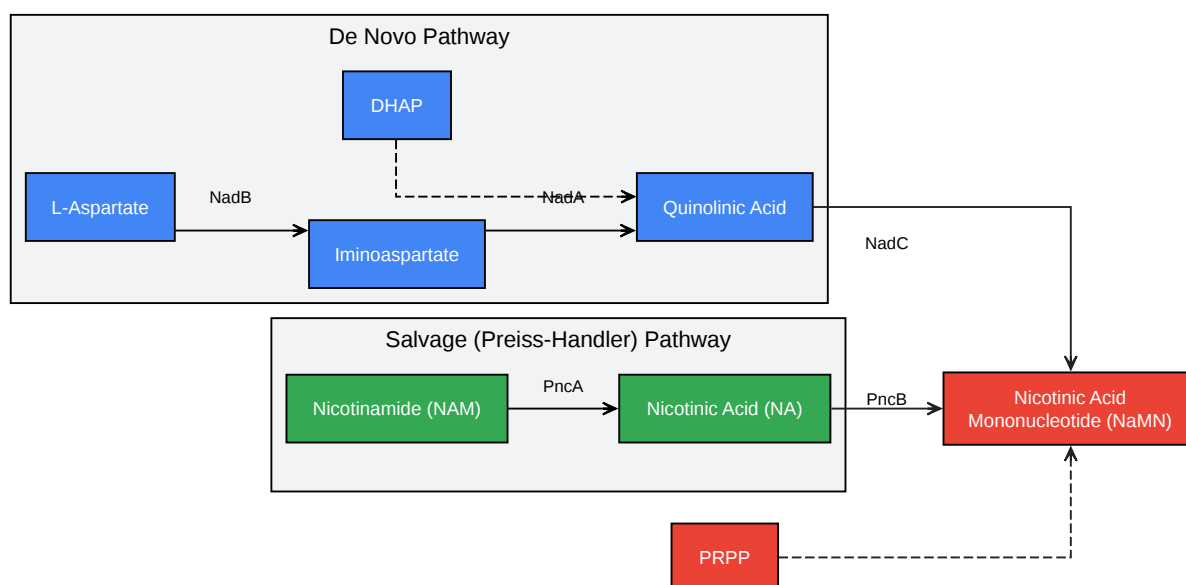 De Novo Pathway
DHAP
NadB
NadA
L-Aspartate
Quinolinic Acid
Iminoaspartate
NadC
Salvage (Preiss-Handler) Pathway
PncA
PncB
Nicotinamide (NAM)
Nicotinic Acid (NA)
Nicotinic Acid
Mononucleotide (NaMN)
PRPP